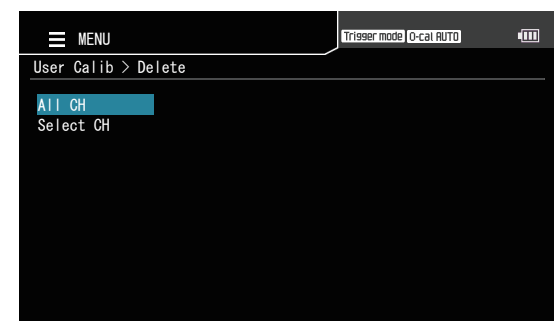 MENU
Trigger mode 0-cal AUTO
User Calib > Delete
All CH
Select CH